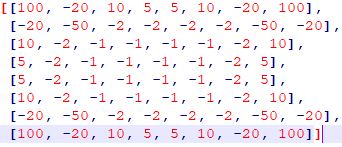 [[100, -20, 10, 5, 5, 10, -20, 100],
[-20, -50, -2, -2, -2, -2, -50, -20],
[10, -2, -1, -1, -1, -1, -2, 10],
[5, -2, -1, -1, -1, -1, -2, 5],
[5, -2, -1, -1, -1, -1, -2, 5],
[10, -2, -1, -1, -1, -1, -2, 10],
[-20, -50, -2, -2, -2, -2, -50, -20],
[100, -20, 10, 5, 5, 10, -20, 100]]